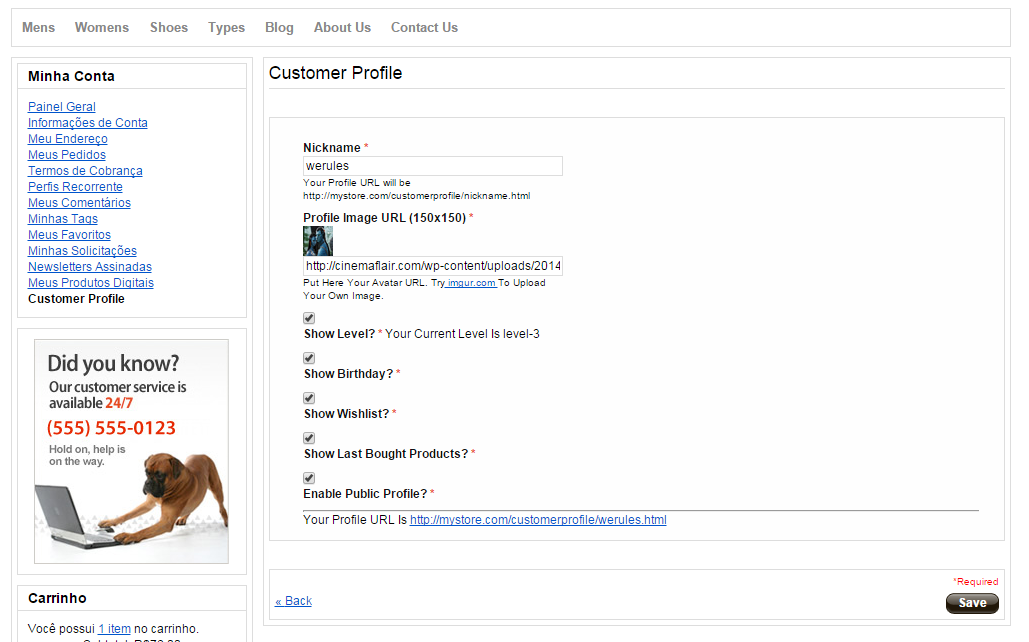 Mens Womens Shoes Types Blog About Us Contact Us
Minha Conta
Painel Geral
Informações de Conta
Meu Endereço
Meus Pedidos
Termos de Cobrança
Perfis Recorrente
Meus Comentários
Minhas Tags
Meus Favoritos
Minhas Solicitações
Newsletters Assinadas
Meus Produtos Digitais
Customer Profile
Did you know?
Our customer service is
available 24/7
(555) 555-0123
Hold on, help is
on the way.
Carrinho
Você possui 1 item no carrinho.
Customer Profile
Nickname *
werules
Your Profile URL will be
http://mystore.com/customerprofile/nickname.html
Profile Image URL (150x150) *
http://cinemaflair.com/wp-content/uploads/2014
Put Here Your Avatar URL. Try imgur.com To Upload
Your Own Image.
Show Level? * Your Current Level Is level-3
Show Birthday? *
Show Wishlist? *
Show Last Bought Products? *
Enable Public Profile? *
Your Profile URL Is http://mystore.com/customerprofile/werules.html
*Required
« Back
Save